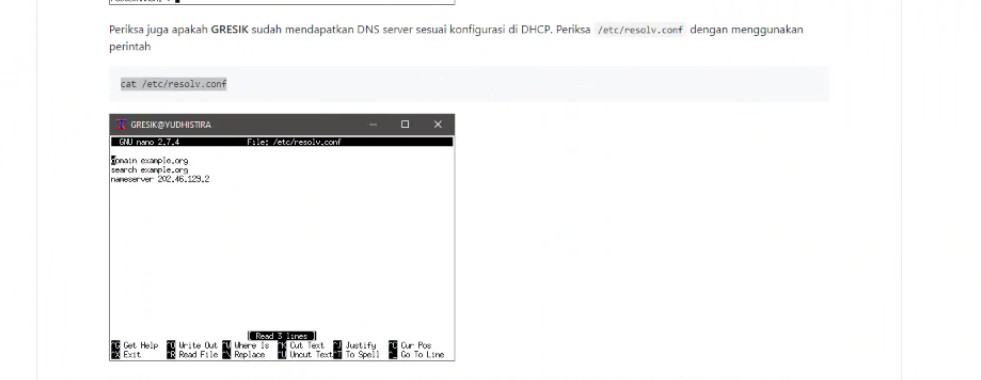 Periksa juga apakah GRESIK sudah mendapatkan DNS server sesuai konfigurasi di DHCP. Periksa /etc/resolv.conf dengan menggunakan
perintah
cat /etc/resolv.conf
GRESIK@YUDHISTIRA
GNU nano 2.7.4 File: /etc/resolv.conf
domain example.org
search example.org
nameserver 202.46.129.2
[ Read 3 lines ]
^G Get Help ^O Write Out ^W Where Is ^K Cut Text ^J Justify ^C Cur Pos
^X Exit ^R Read File ^\ Replace ^U Uncut Text ^T To Spell ^_ Go To Line